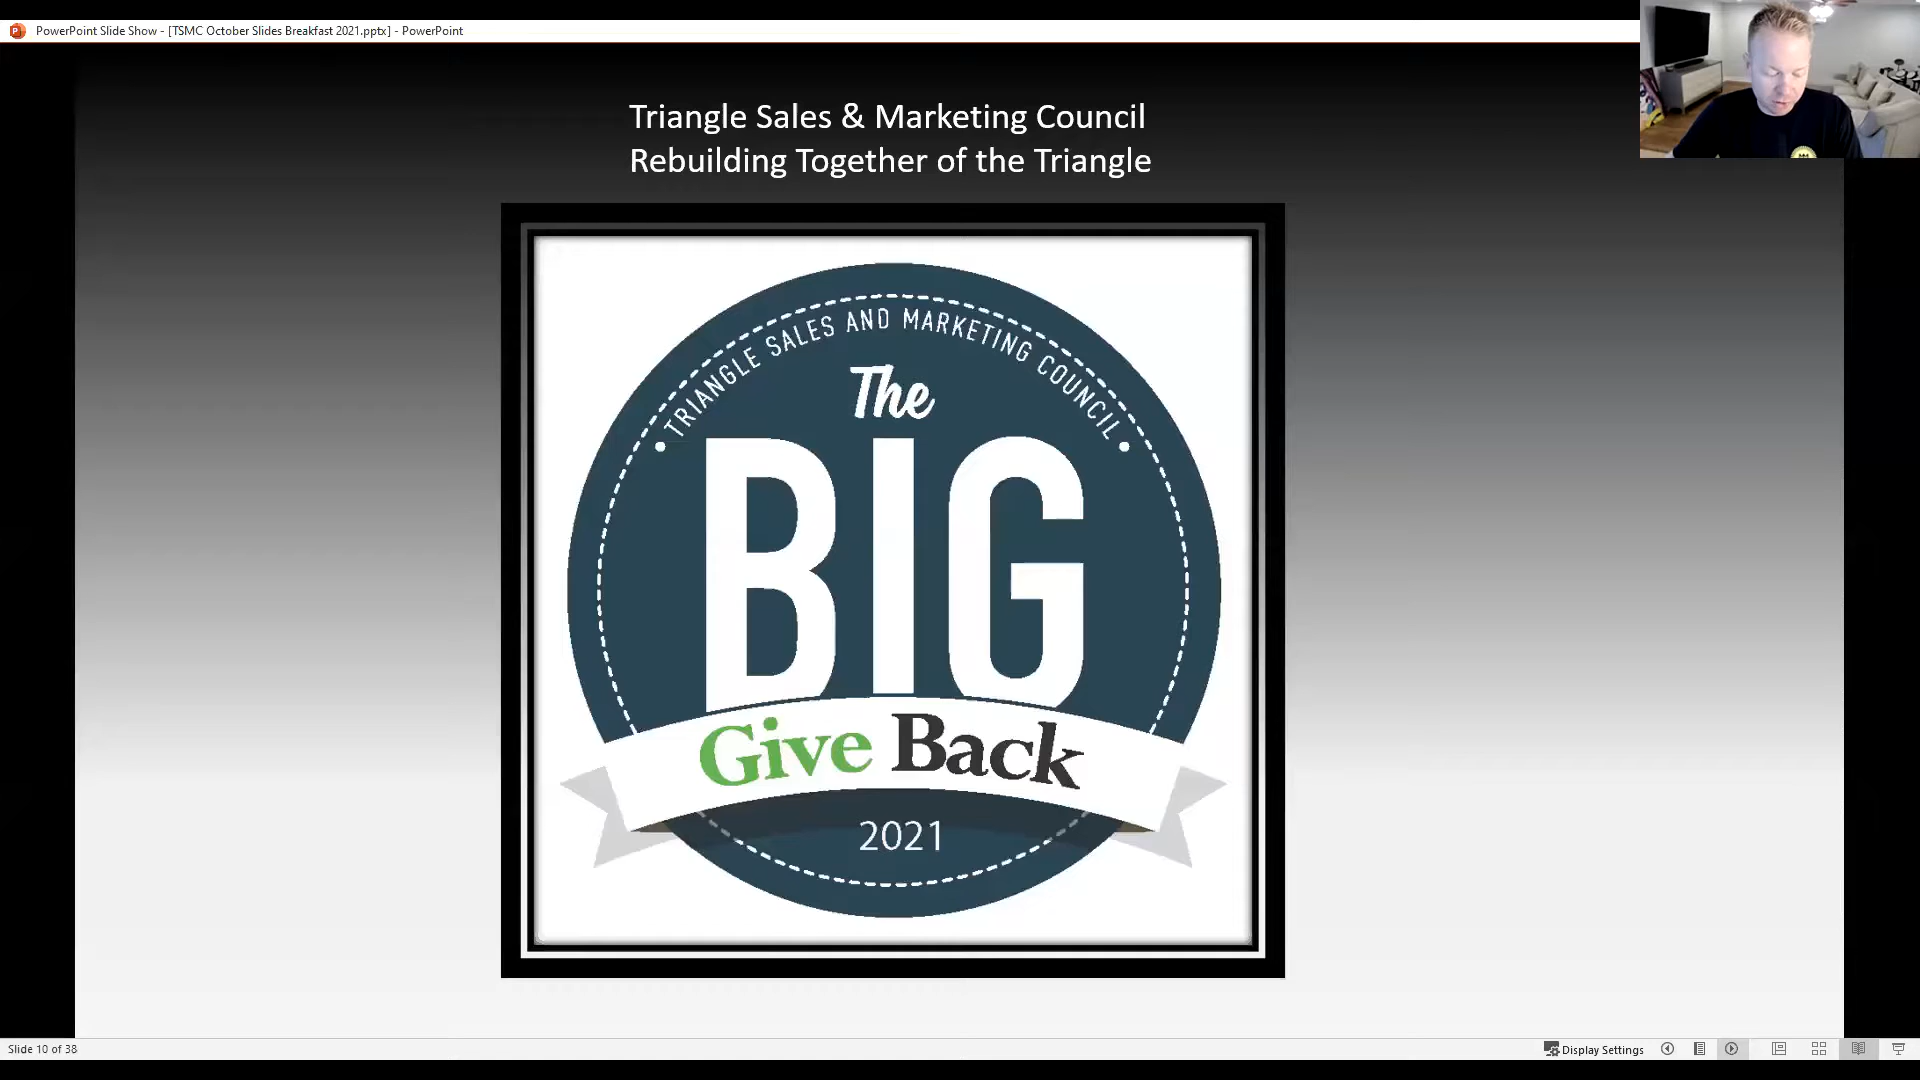 PowerPoint Slide Show - [TSMC October Slides Breakfast 2021.pptx] - PowerPoint
Triangle Sales & Marketing Council
Rebuilding Together of the Triangle
• TRIANGLE SALES AND MARKETING COUNCIL •
The
BIG
Give Back
2021
Slide 10 of 38
Display Settings